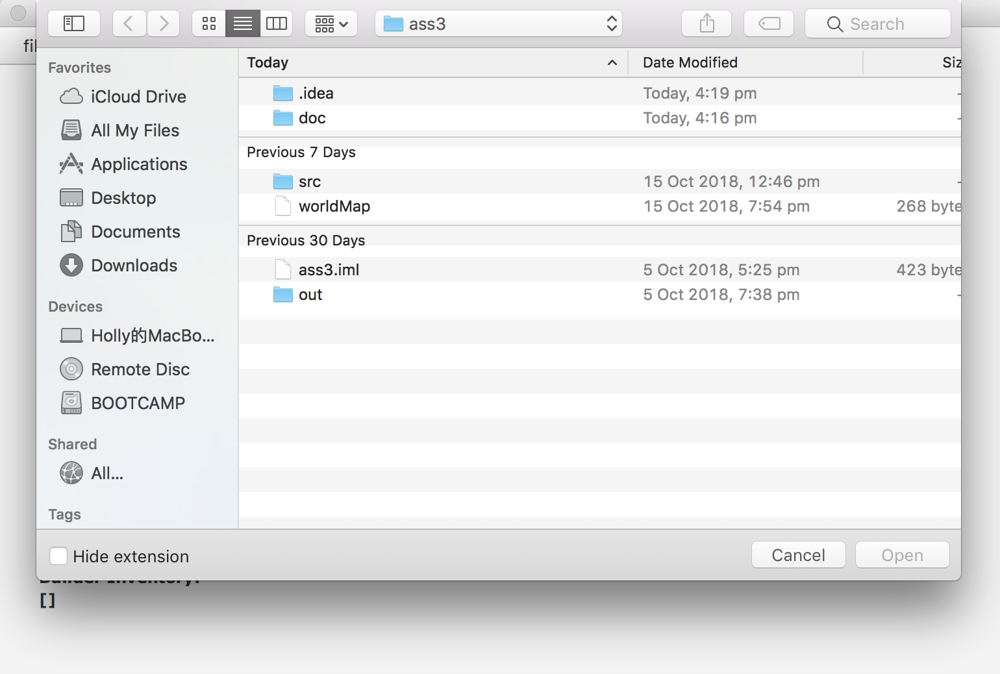 ass3
Search
fil
Favorites
iCloud Drive
All My Files
Applications
Desktop
Documents
Downloads
Devices
Holly的MacBo...
Remote Disc
BOOTCAMP
Shared
All...
Tags
Today Date Modified Siz
.idea Today, 4:19 pm -
doc Today, 4:16 pm -
Previous 7 Days
src 15 Oct 2018, 12:46 pm -
worldMap 15 Oct 2018, 7:54 pm 268 byte
Previous 30 Days
ass3.iml 5 Oct 2018, 5:25 pm 423 byte
out 5 Oct 2018, 7:38 pm -
Hide extension
Cancel Open
Builder Inventory:
[]